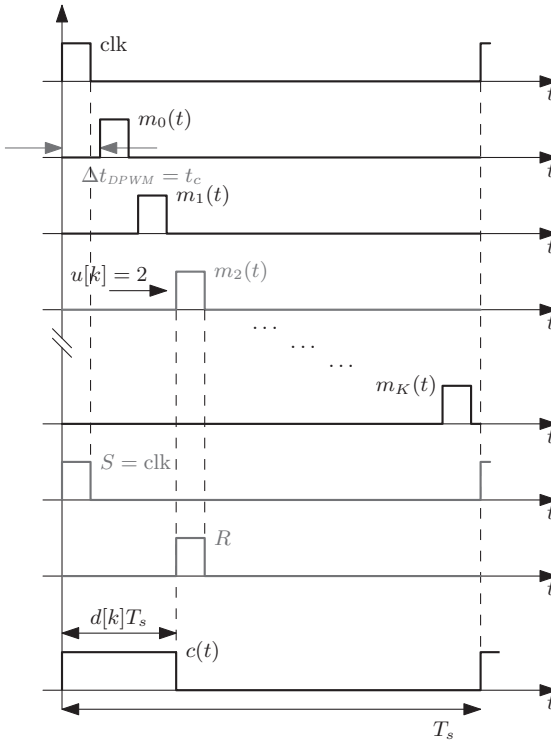 clk
t
m₀(t)
t
Δt_DPWM = t_c
m₁(t)
t
u[k] = 2
m₂(t)
t
...
...
...
m_K(t)
t
S = clk
t
R
t
d[k]T_s
c(t)
t
T_s